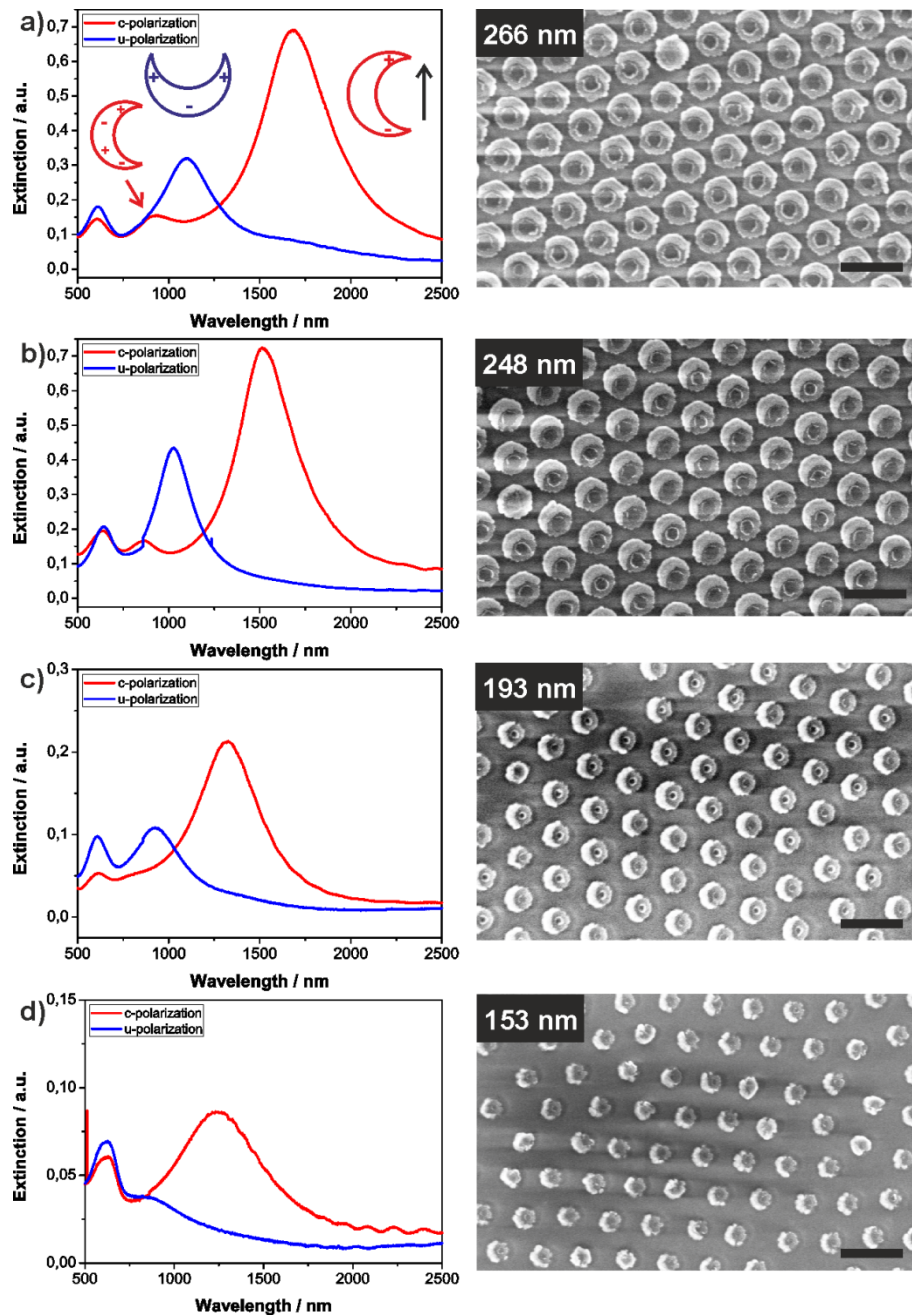 a)
c-polarization
u-polarization
Extinction / a.u.
0,7
0,6
0,5
0,4
0,3
0,2
0,1
0,0
+
-
+
-
+
+
-
+
-
500 1000 1500 2000 2500
Wavelength / nm
266 nm
b)
c-polarization
u-polarization
Extinction / a.u.
0,7
0,6
0,5
0,4
0,3
0,2
0,1
0,0
500 1000 1500 2000 2500
Wavelength / nm
248 nm
c)
c-polarization
u-polarization
Extinction / a.u.
0,3
0,2
0,1
0,0
500 1000 1500 2000 2500
Wavelength / nm
193 nm
d)
c-polarization
u-polarization
Extinction / a.u.
0,15
0,10
0,05
0,00
500 1000 1500 2000 2500
Wavelength / nm
153 nm